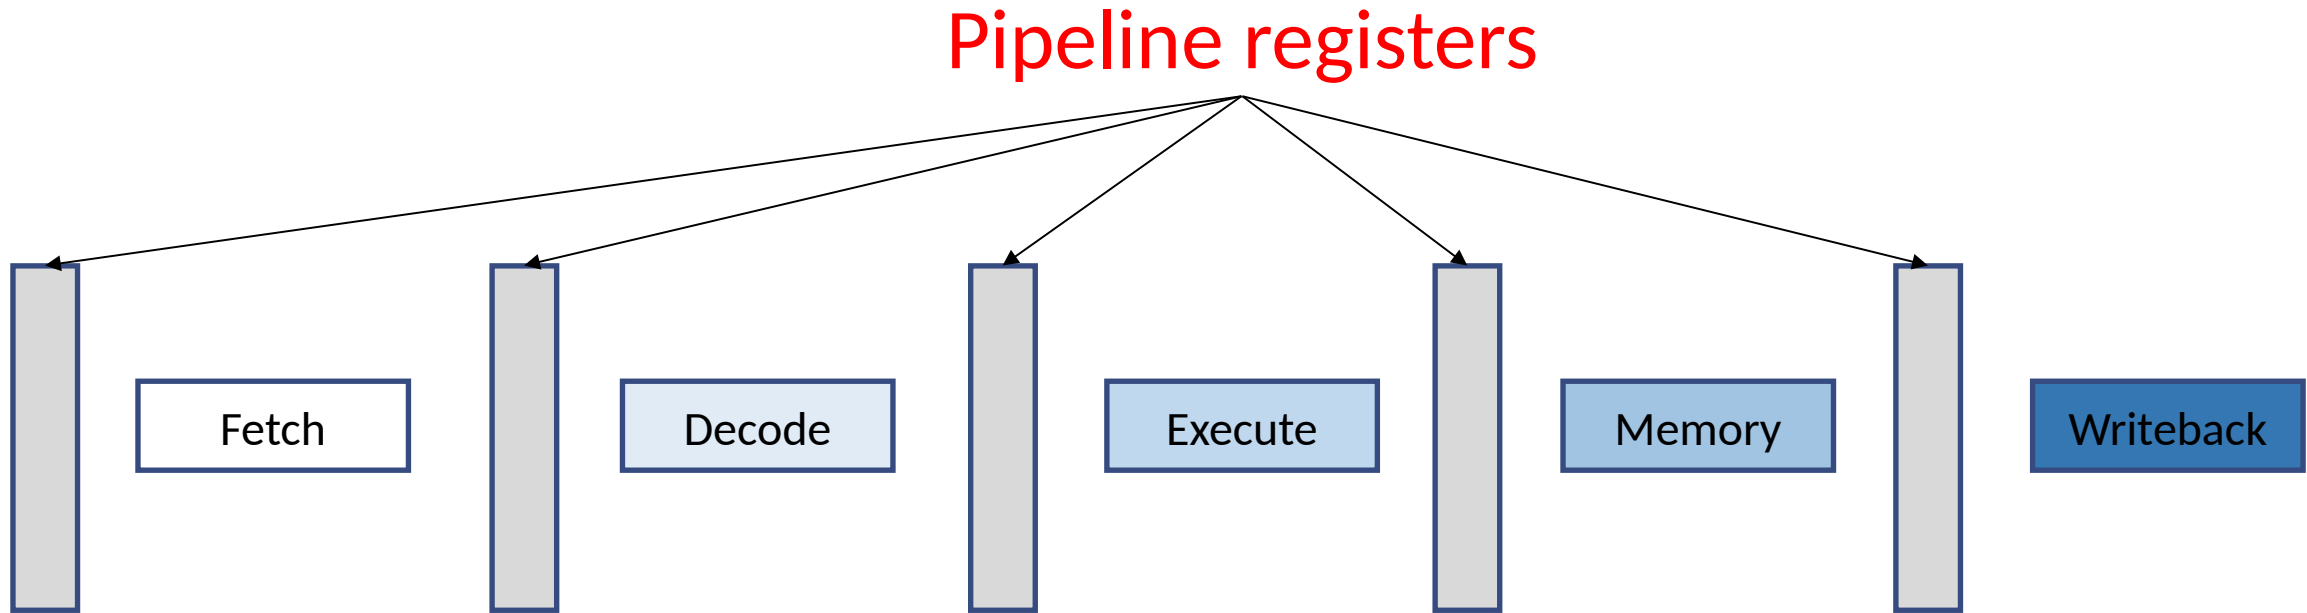 Pipeline registers
Fetch
Decode
Execute
Memory
Writeback